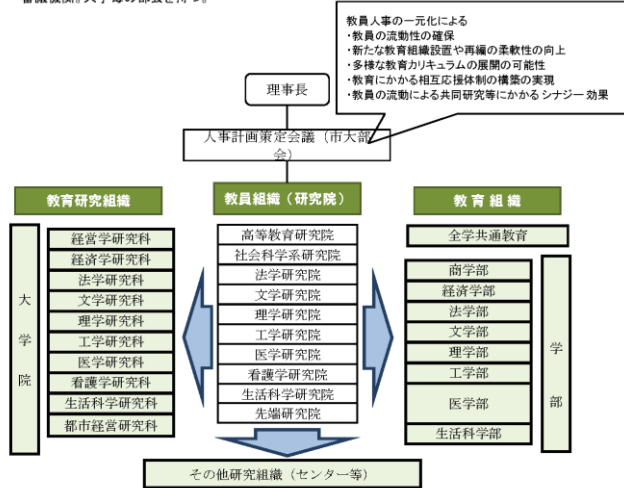 審議機関。大学毎の部会を持つ。
教員人事の一元化による
・教員の流動性の確保
・新たな教育組織設置や再編の柔軟性の向上
・多様な教育カリキュラムの展開の可能性
・教育にかかる相互応援体制の構築の実現
・教員の流動による共同研究等にかかるシナジー効果
理事長
人事計画策定会議（市大部
会）
教育研究組織
大学院
経営学研究科
経済学研究科
法学研究科
文学研究科
理学研究科
工学研究科
医学研究科
看護学研究科
生活科学研究科
都市経営研究科
教員組織（研究院）
高等教育研究院
社会科学系研究院
法学研究院
文学研究院
理学研究院
工学研究院
医学研究院
看護学研究院
生活科学研究院
先端研究院
教育組織
全学共通教育
商学部
経済学部
法学部
文学部
理学部
工学部
医学部
生活科学部
学部
その他研究組織（センター等）